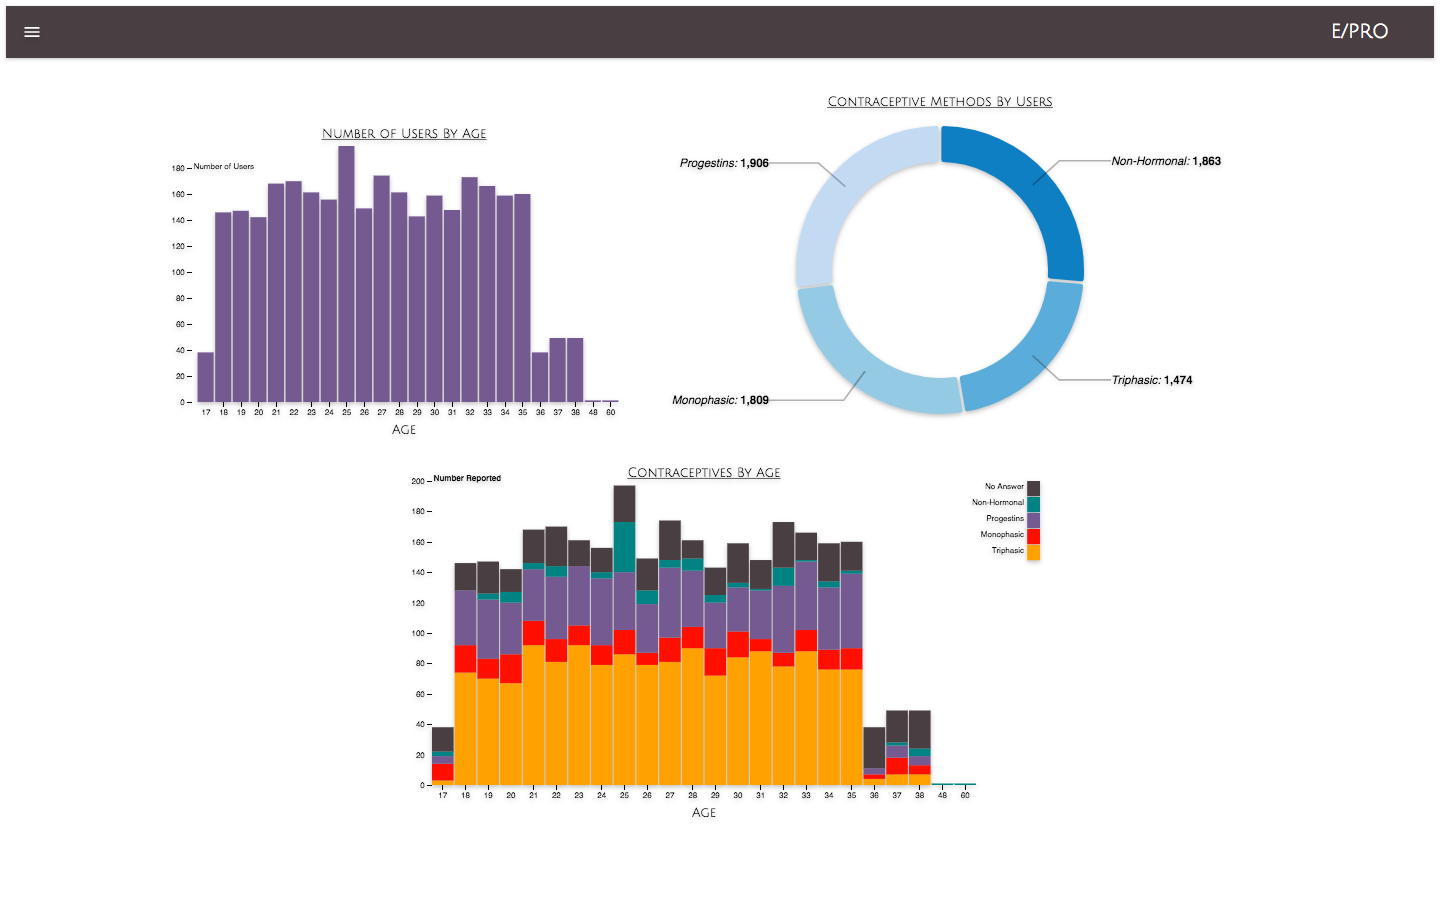 E/PRO
Number of Users By Age
Number of Users
180
160
140
120
100
80
60
40
20
0
17 18 19 20 21 22 23 24 25 26 27 28 29 30 31 32 33 34 35 36 37 38 48 60
Age
Contraceptive Methods By Users
Progestins: 1,906
Non-Hormonal: 1,863
Triphasic: 1,474
Monophasic: 1,809
Contraceptives By Age
Number Reported
200
180
160
140
120
100
80
60
40
20
0
17 18 19 20 21 22 23 24 25 26 27 28 29 30 31 32 33 34 35 36 37 38 48 60
Age
No Answer
Non-Hormonal
Progestins
Monophasic
Triphasic